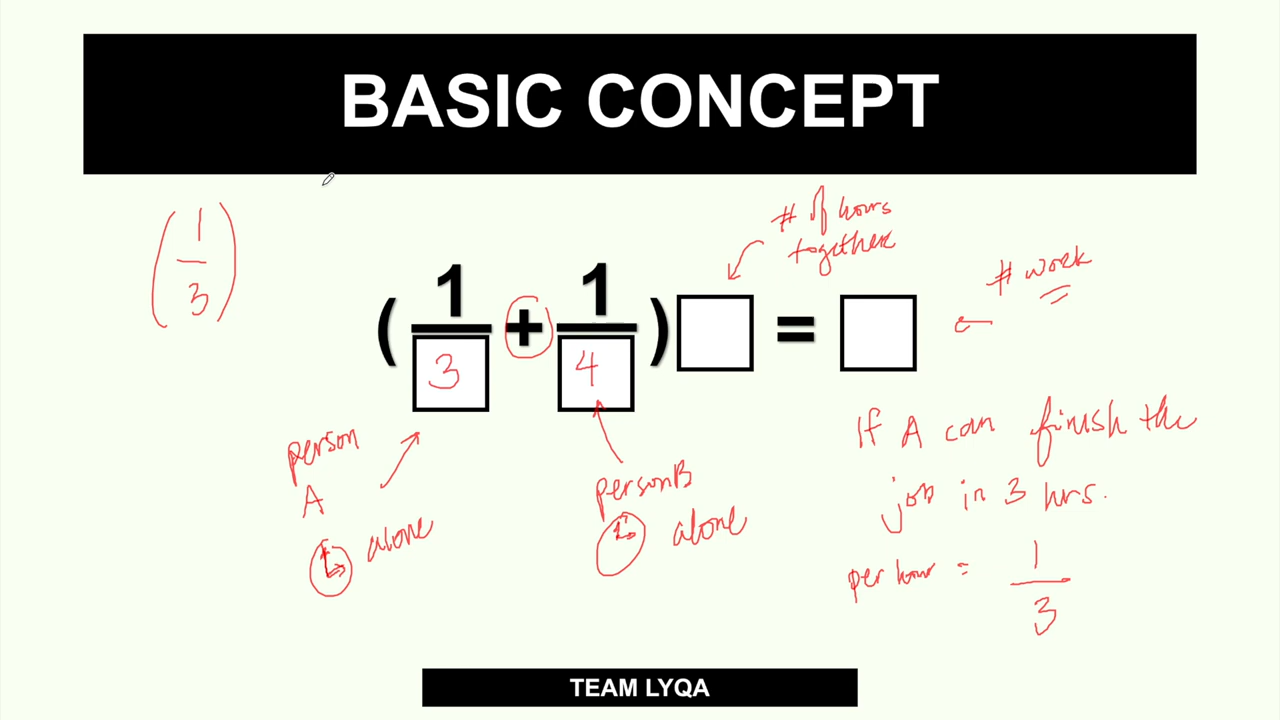 BASIC CONCEPT
# of hours
together
# work
( 1/3 )
( 1/3 + 1/4 ) =
person
A
alone
person B
alone
If A can finish the
job in 3 hrs.
per hour = 1/3
TEAM LYQA